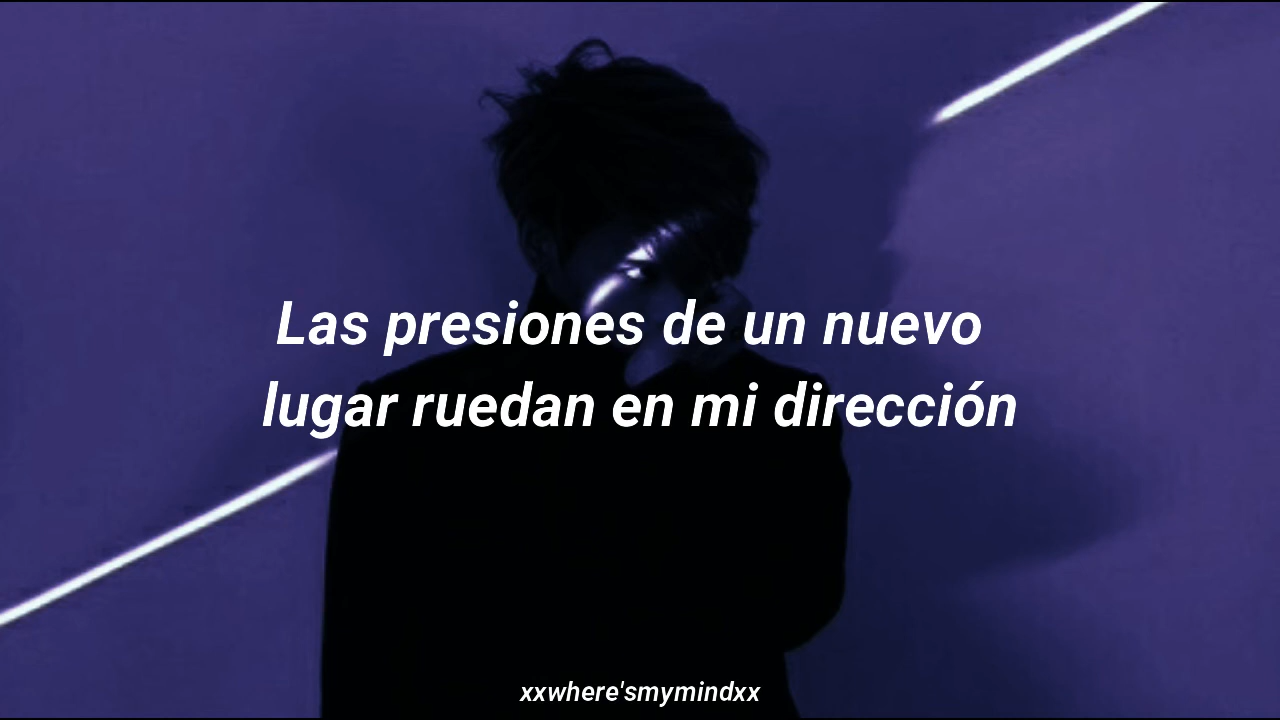 Las presiones de un nuevo
lugar ruedan en mi dirección
xxwhere'smymindxx